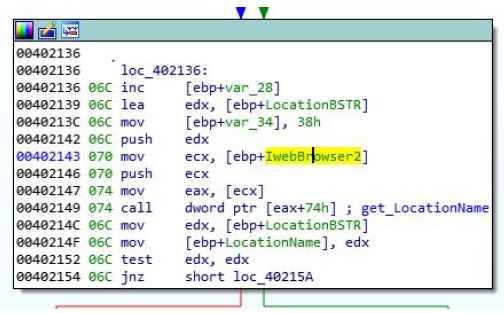 00402136
00402136 loc_402136:
00402136 06C inc [ebp+var_28]
00402139 06C lea edx, [ebp+LocationBSTR]
0040213C 06C mov [ebp+var_34], 38h
00402142 06C push edx
00402143 070 mov ecx, [ebp+IwebBrowser2]
00402146 070 push ecx
00402147 074 mov eax, [ecx]
00402149 074 call dword ptr [eax+74h] ; get_LocationName
0040214C 06C mov edx, [ebp+LocationBSTR]
0040214F 06C mov [ebp+LocationName], edx
00402152 06C test edx, edx
00402154 06C jnz short loc_40215A